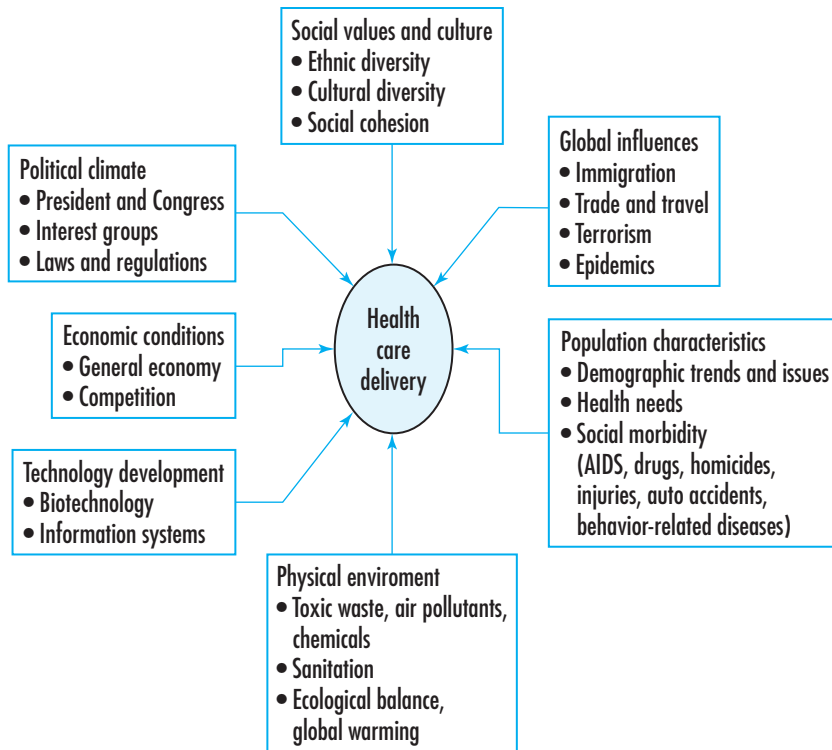 Social values and culture
• Ethnic diversity
• Cultural diversity
• Social cohesion
Political climate
• President and Congress
• Interest groups
• Laws and regulations
Global influences
• Immigration
• Trade and travel
• Terrorism
• Epidemics
Economic conditions
• General economy
• Competition
Health
care
delivery
Population characteristics
• Demographic trends and issues
• Health needs
• Social morbidity
(AIDS, drugs, homicides,
injuries, auto accidents,
behavior-related diseases)
Technology development
• Biotechnology
• Information systems
Physical enviroment
• Toxic waste, air pollutants,
chemicals
• Sanitation
• Ecological balance,
global warming